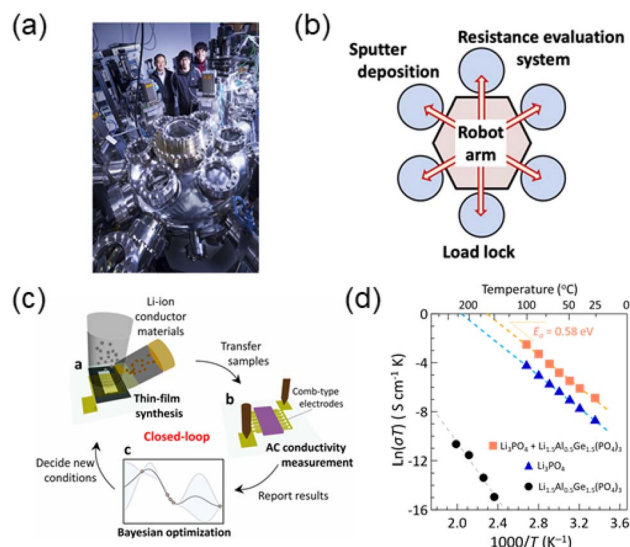 (a)
(b)
Sputter
deposition
Resistance evaluation
system
Robot
arm
Load lock
(c)
Li-ion
conductor
materials
a
Thin-film
synthesis
Transfer
samples
b
Comb-type
electrodes
Closed-loop
AC conductivity
measurement
c
Decide new
conditions
Report results
Bayesian optimization
(d)
Temperature (°C)
200 100 50 25
Ln(σT) ( S cm⁻¹ K)
0
-4
-8
-12
-16
Eₐ = 0.58 eV
Li₃PO₄ + Li₁.₅Al₀.₅Ge₁.₅(PO₄)₃
Li₃PO₄
Li₁.₅Al₀.₅Ge₁.₅(PO₄)₃
2.0 2.4 2.8 3.2 3.6
1000/T (K⁻¹)